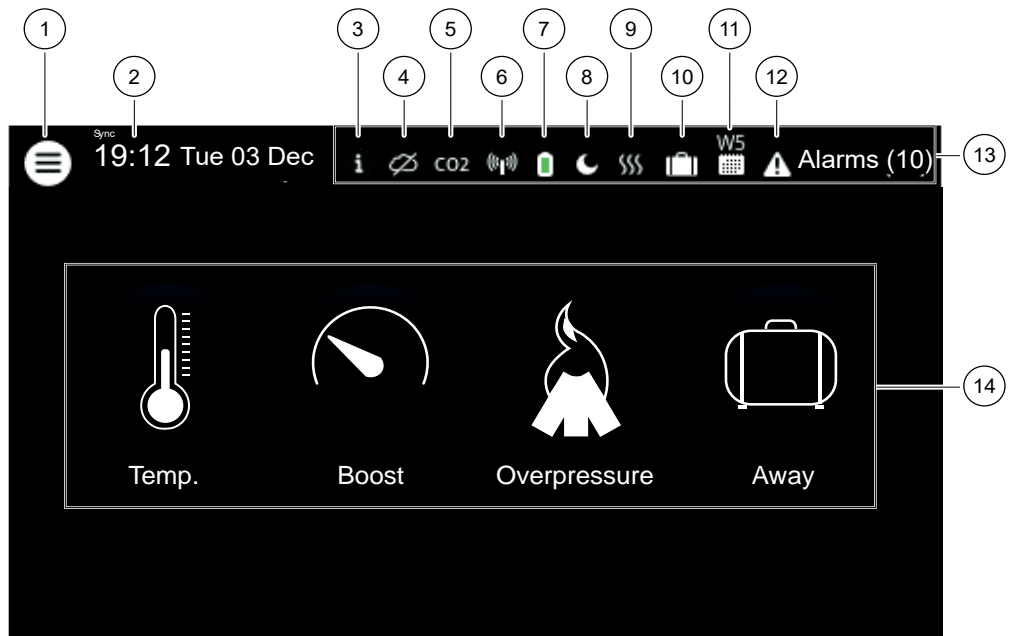 1
3
5
7
9
11
2
4
6
8
10
12
Sync
19:12 Tue 03 Dec
i
CO2
W5
Alarms (10)
13
14
Temp.
Boost
Overpressure
Away